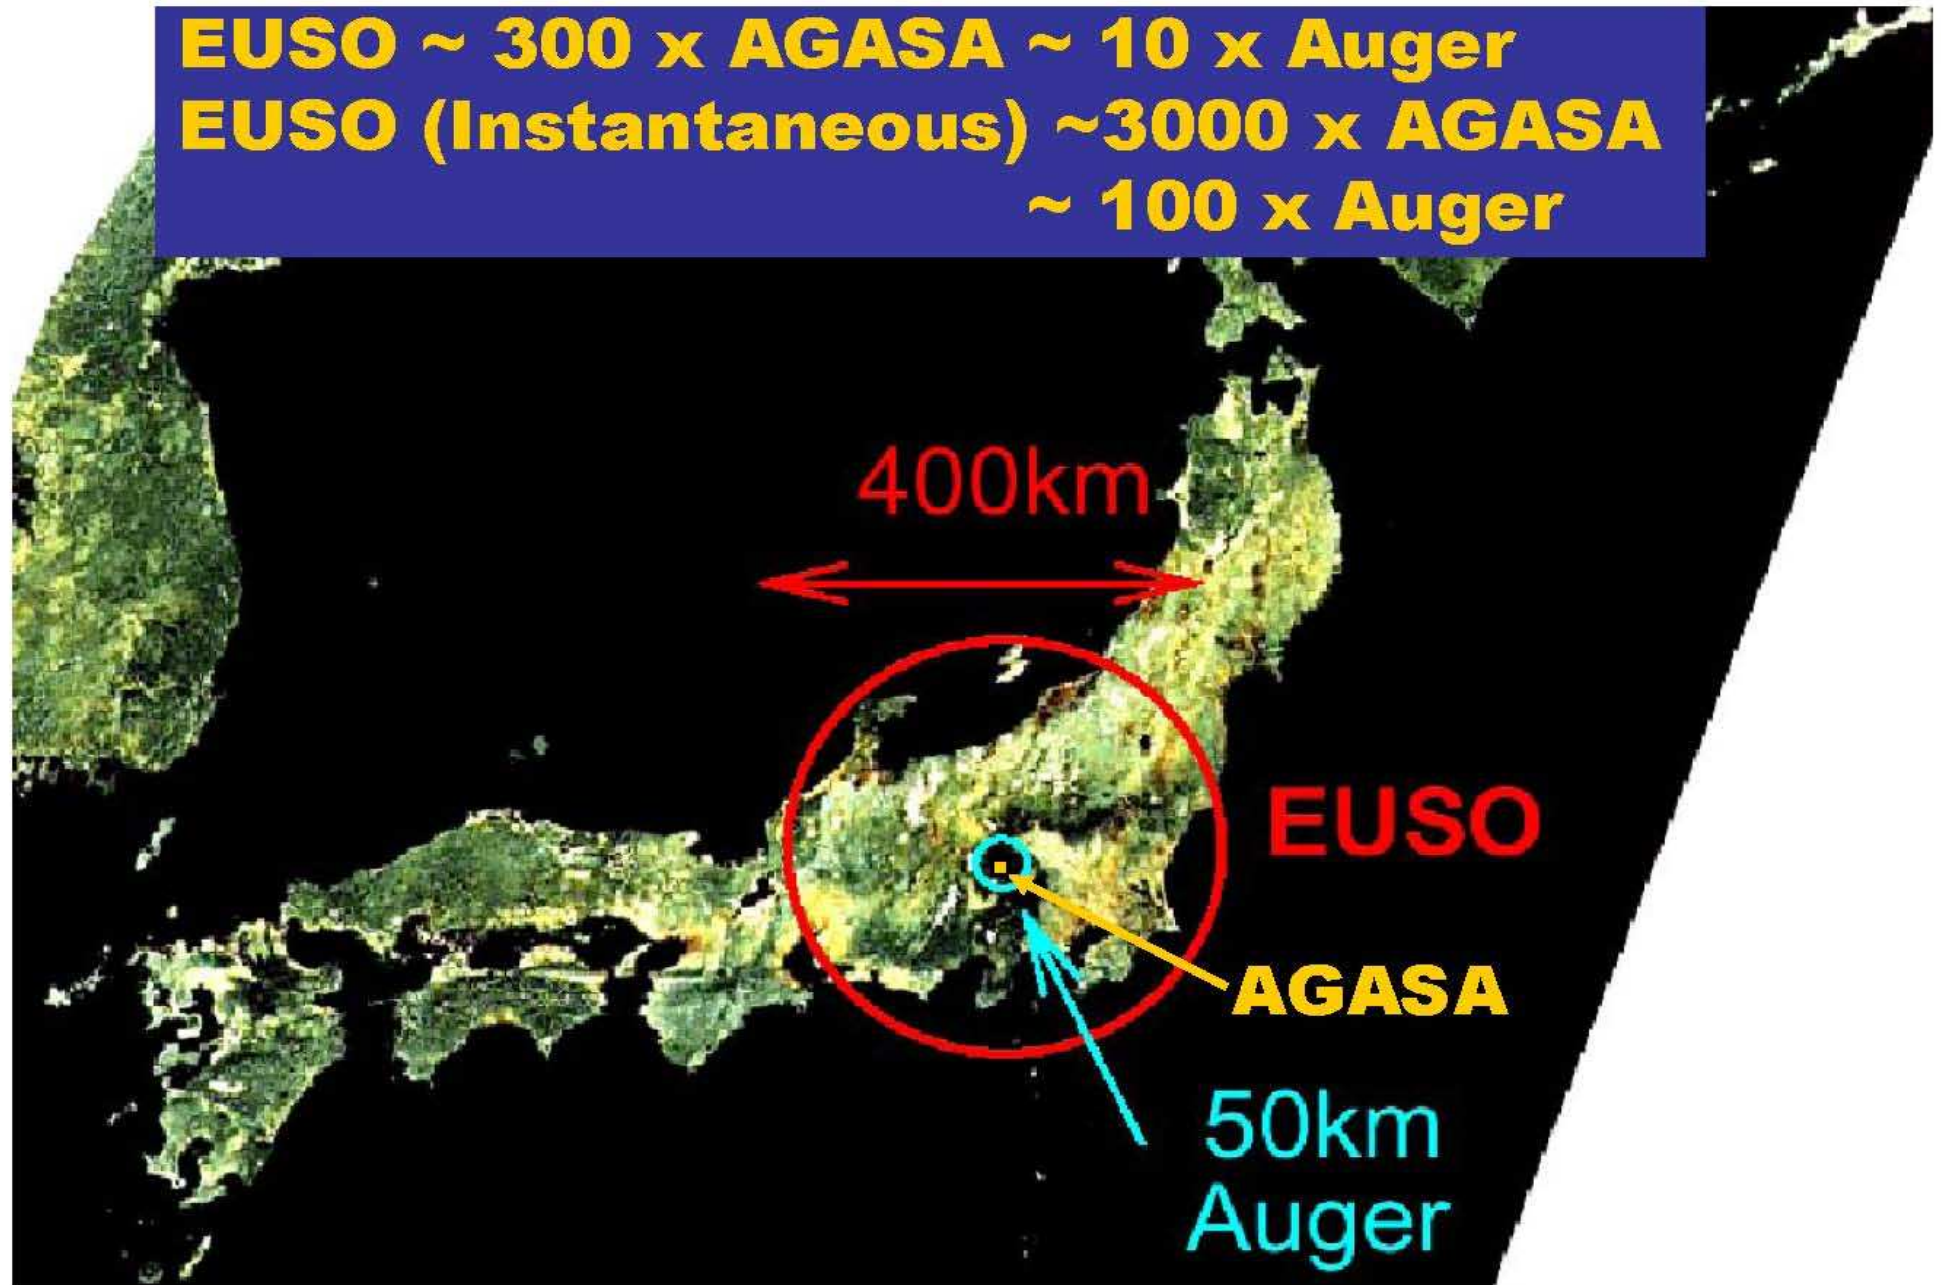 EUSO ~ 300 x AGASA ~ 10 x Auger
EUSO (Instantaneous) ~3000 x AGASA
~ 100 x Auger
400km
EUSO
AGASA
50km
Auger